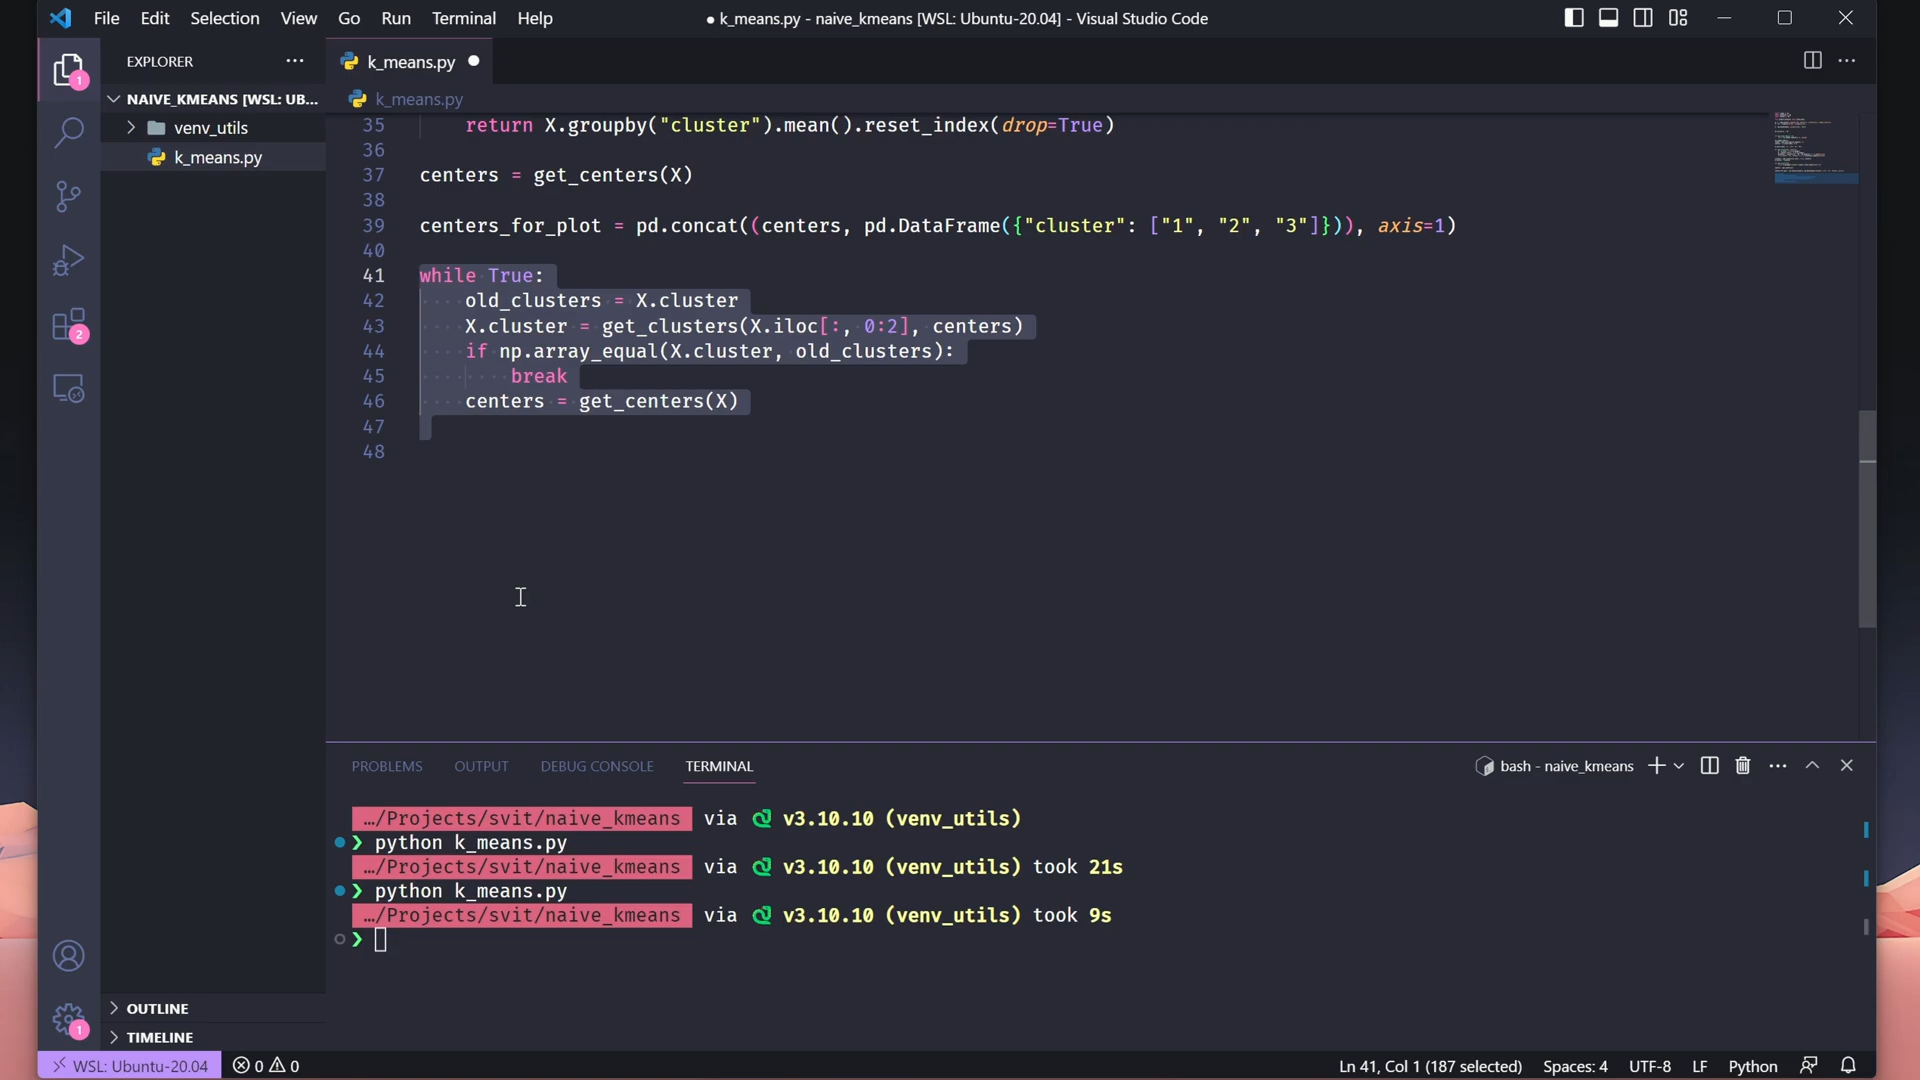 File Edit Selection View Go Run Terminal Help
● k_means.py - naive_kmeans [WSL: Ubuntu-20.04] - Visual Studio Code
EXPLORER
k_means.py
NAIVE_KMEANS [WSL: UB...
k_means.py
venv_utils
k_means.py
1
2
35 return X.groupby("cluster").mean().reset_index(drop=True)
36
37 centers = get_centers(X)
38
39 centers_for_plot = pd.concat((centers, pd.DataFrame({"cluster": ["1", "2", "3"]})), axis=1)
40
41 while True:
42 old_clusters = X.cluster
43 X.cluster = get_clusters(X.iloc[:, 0:2], centers)
44 if np.array_equal(X.cluster, old_clusters):
45 break
46 centers = get_centers(X)
47
48
PROBLEMS OUTPUT DEBUG CONSOLE TERMINAL
bash - naive_kmeans
…/Projects/svit/naive_kmeans via v3.10.10 (venv_utils)
❯ python k_means.py
…/Projects/svit/naive_kmeans via v3.10.10 (venv_utils) took 21s
❯ python k_means.py
…/Projects/svit/naive_kmeans via v3.10.10 (venv_utils) took 9s
❯
OUTLINE
1
TIMELINE
WSL: Ubuntu-20.04 0 0
Ln 41, Col 1 (187 selected) Spaces: 4 UTF-8 LF Python